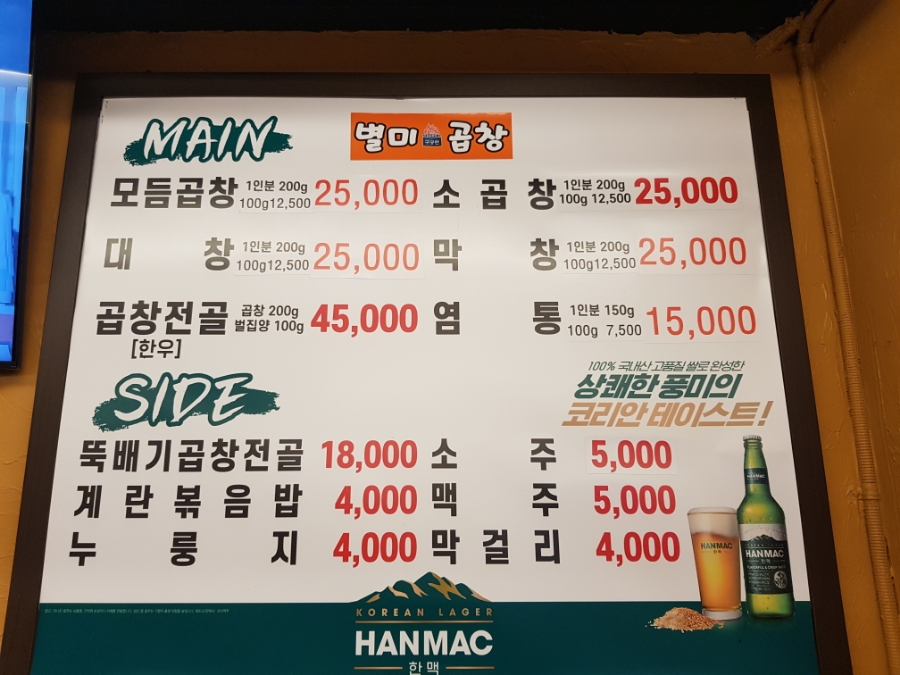 MAIN
별미 곱창
모듬곱창 1인분 200g 100g12,500 25,000 소곱창 1인분 200g 100g 12,500 25,000
대창 1인분 200g 100g12,500 25,000 막창 1인분 200g 100g12,500 25,000
곱창전골 곱창 200g 벌집양 100g 45,000 염통 1인분 150g 100g 7,500 15,000
[한우]
SIDE
100% 국내산 고품질 쌀로 완성한
상쾌한 풍미의
코리안 테이스트!
뚝배기곱창전골 18,000 소주 5,000
계란볶음밥 4,000 맥주 5,000
누룽지 4,000 막걸리 4,000
HANMAC
한맥
HANMAC
한맥
KOREAN LAGER
HANMAC
한맥